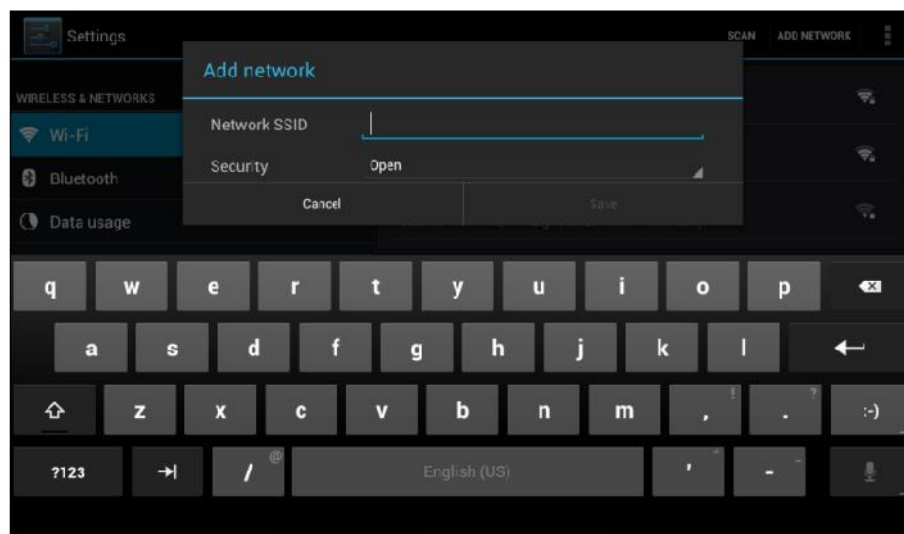 Settings
SCAN ADD NETWORK
Add network
WIRELESS & NETWORKS
Network SSID
Wi-Fi
Security Open
Bluetooth
Cancel Save
Data usage
q w e r t y u i o p
a s d f g h j k l
z x c v b n m , ! . ? :-)
?123 / @ English (US) ' " - _